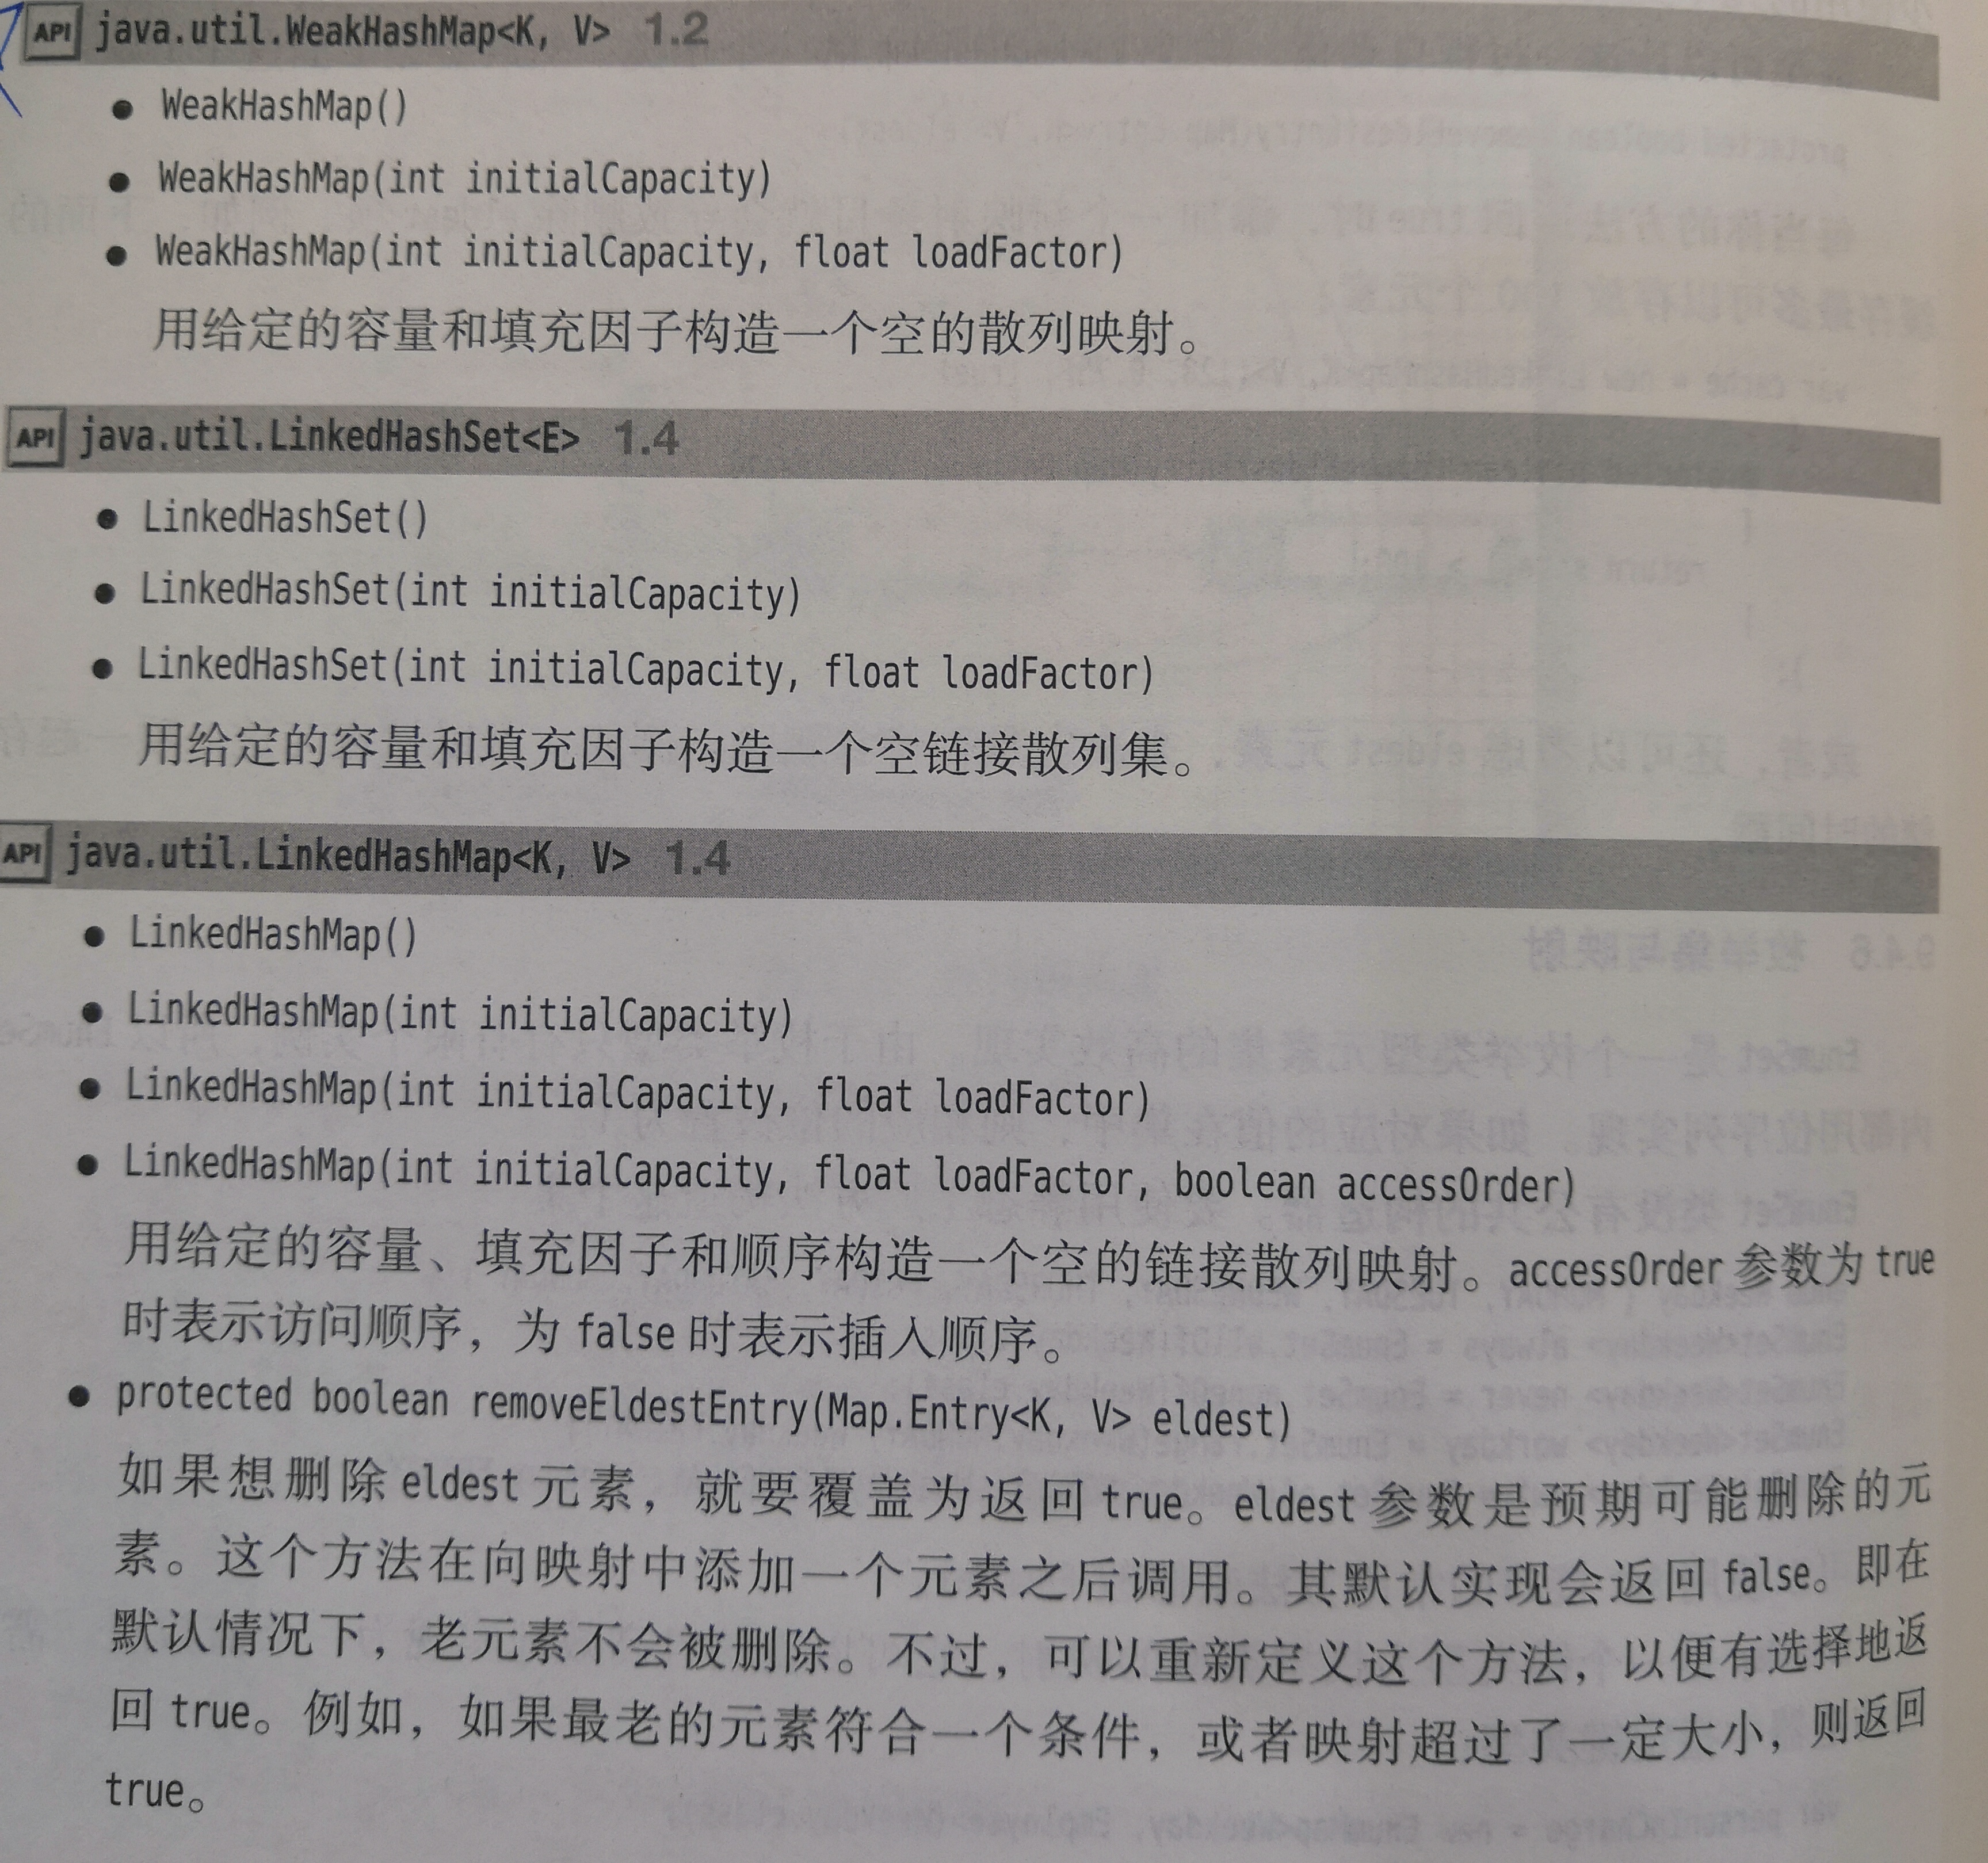 API java.util.WeakHashMap<K, V> 1.2
● WeakHashMap()
● WeakHashMap(int initialCapacity)
● WeakHashMap(int initialCapacity, float loadFactor)
用给定的容量和填充因子构造一个空的散列映射。
API java.util.LinkedHashSet<E> 1.4
● LinkedHashSet()
● LinkedHashSet(int initialCapacity)
● LinkedHashSet(int initialCapacity, float loadFactor)
用给定的容量和填充因子构造一个空链接散列集。
API java.util.LinkedHashMap<K, V> 1.4
● LinkedHashMap()
● LinkedHashMap(int initialCapacity)
● LinkedHashMap(int initialCapacity, float loadFactor)
● LinkedHashMap(int initialCapacity, float loadFactor, boolean accessOrder)
用给定的容量、填充因子和顺序构造一个空的链接散列映射。accessOrder 参数为 true
时表示访问顺序，为 false 时表示插入顺序。
● protected boolean removeEldestEntry(Map.Entry<K, V> eldest)
如果想删除 eldest 元素，就要覆盖为返回 true。eldest 参数是预期可能删除的元
素。这个方法在向映射中添加一个元素之后调用。其默认实现会返回 false。即在
默认情况下，老元素不会被删除。不过，可以重新定义这个方法，以便有选择地返
回 true。例如，如果最老的元素符合一个条件，或者映射超过了一定大小，则返回
true。